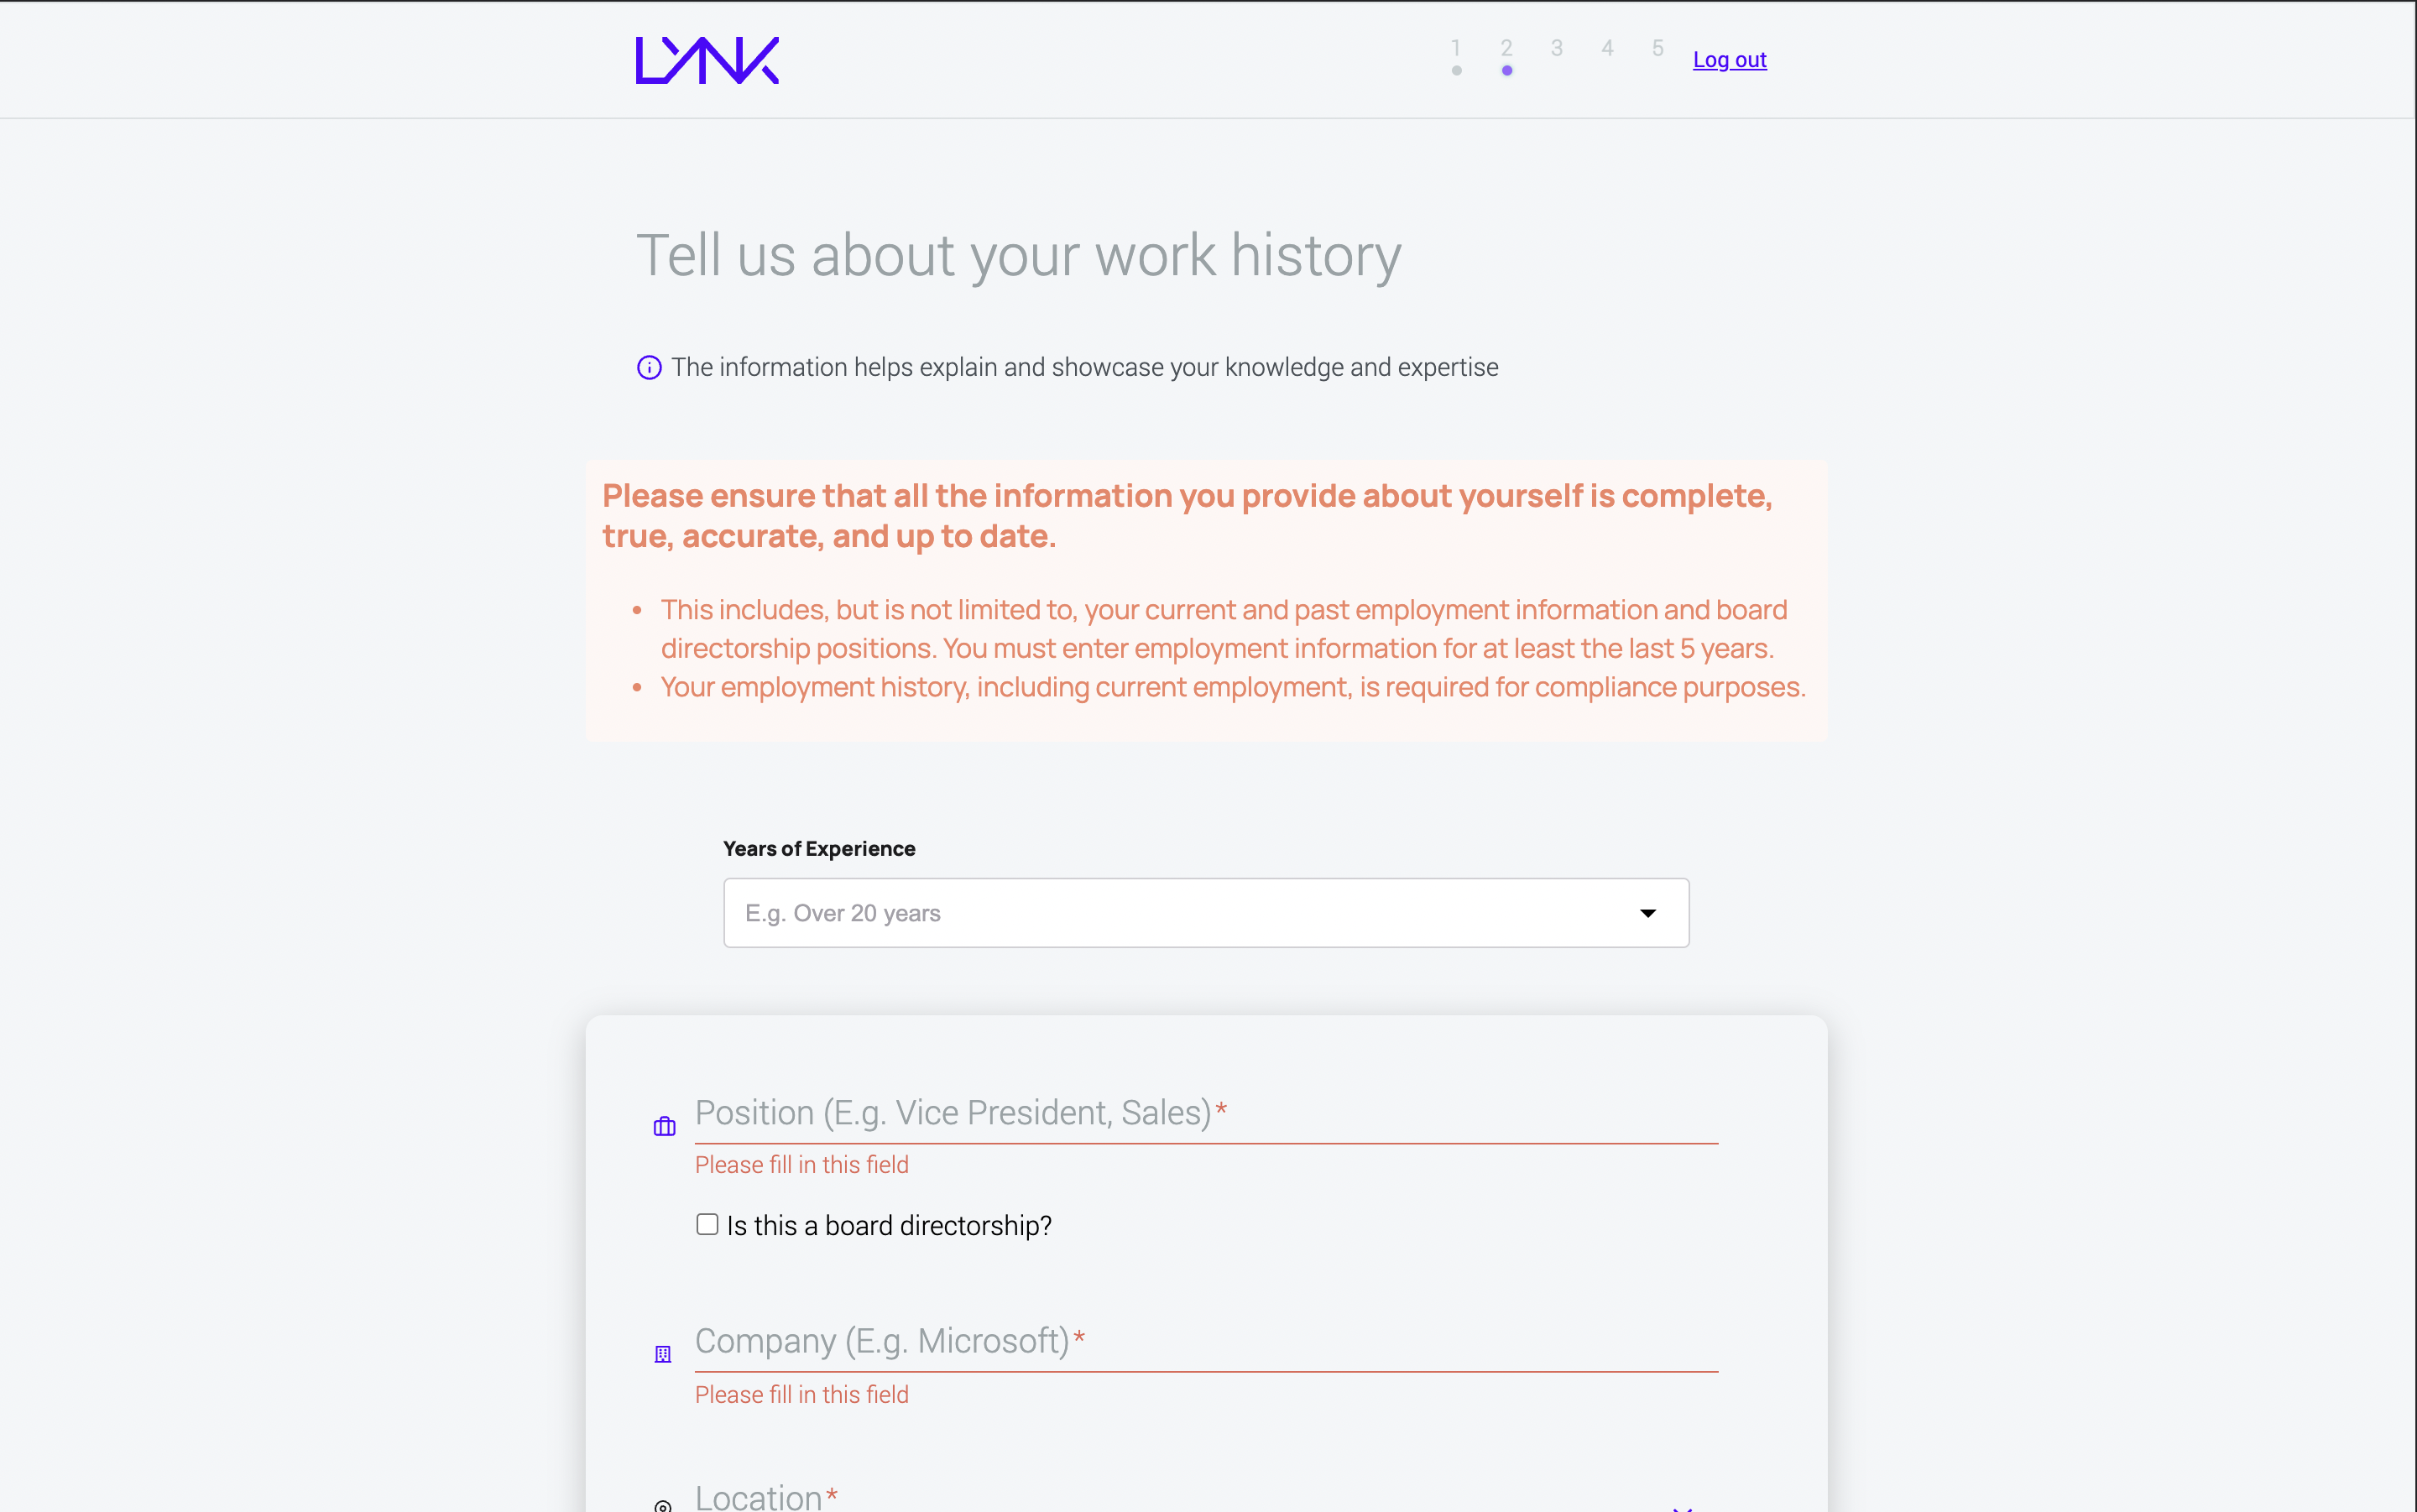 LYNK
1 2 3 4 5 Log out
Tell us about your work history
The information helps explain and showcase your knowledge and expertise
Please ensure that all the information you provide about yourself is complete,
true, accurate, and up to date.
• This includes, but is not limited to, your current and past employment information and board
directorship positions. You must enter employment information for at least the last 5 years.
• Your employment history, including current employment, is required for compliance purposes.
Years of Experience
E.g. Over 20 years
Position (E.g. Vice President, Sales)*
Please fill in this field
Is this a board directorship?
Company (E.g. Microsoft)*
Please fill in this field
Location*